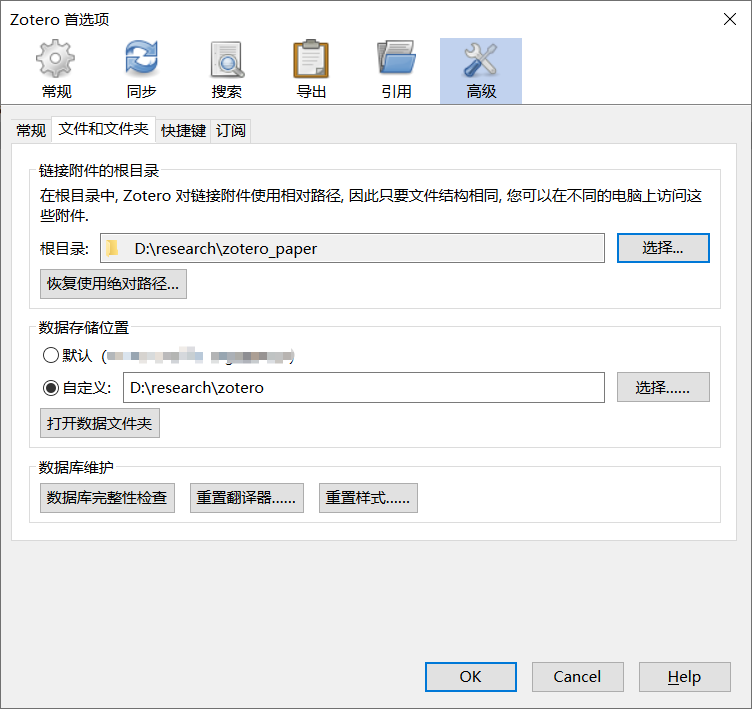 Zotero 首选项
常规 同步 搜索 导出 引用 高级
常规 文件和文件夹 快捷键 订阅
链接附件的根目录
在根目录中, Zotero 对链接附件使用相对路径, 因此只要文件结构相同, 您可以在不同的电脑上访问这
些附件.
根目录: D:\research\zotero_paper 选择...
恢复使用绝对路径...
数据存储位置
默认 ( )
自定义: D:\research\zotero 选择......
打开数据文件夹
数据库维护
数据库完整性检查 重置翻译器...... 重置样式......
OK Cancel Help